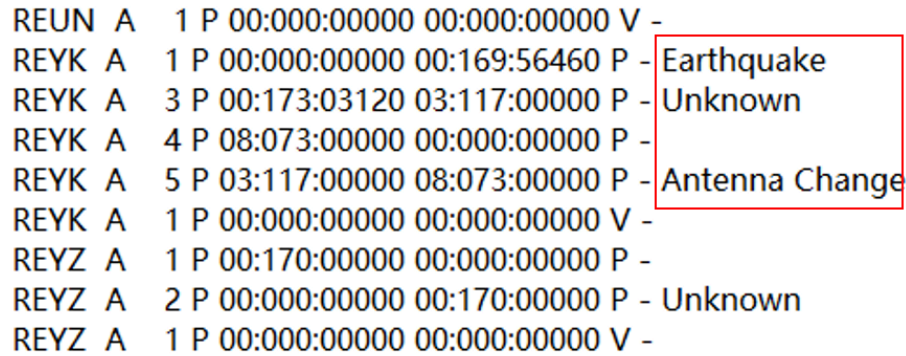 REUN A 1 P 00:000:00000 00:000:00000 V -
REYK A 1 P 00:000:00000 00:169:56460 P - Earthquake
REYK A 3 P 00:173:03120 03:117:00000 P - Unknown
REYK A 4 P 08:073:00000 00:000:00000 P -
REYK A 5 P 03:117:00000 08:073:00000 P - Antenna Change
REYK A 1 P 00:000:00000 00:000:00000 V -
REYZ A 1 P 00:170:00000 00:000:00000 P -
REYZ A 2 P 00:000:00000 00:170:00000 P - Unknown
REYZ A 1 P 00:000:00000 00:000:00000 V -